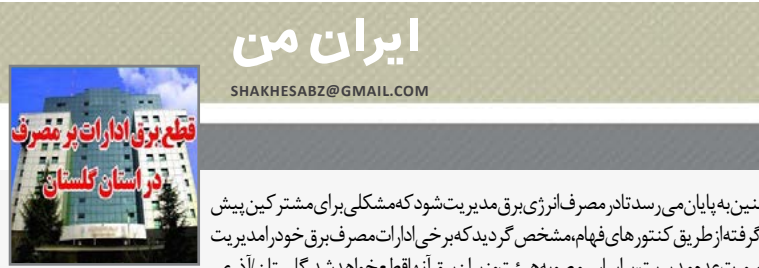 ایران من
SHAKHESABZ@GMAIL.COM
قطع برق ادارات پر مصرف
در استان گلستان
به پایان می‌رسد تا در مصرف انرژی برق مدیریت شود که مشکلی برای مشترکین پیش
گرفته از طریق کنتورهای فهام، مشخص گردید که برخی ادارات مصرف برق خود را مدیریت